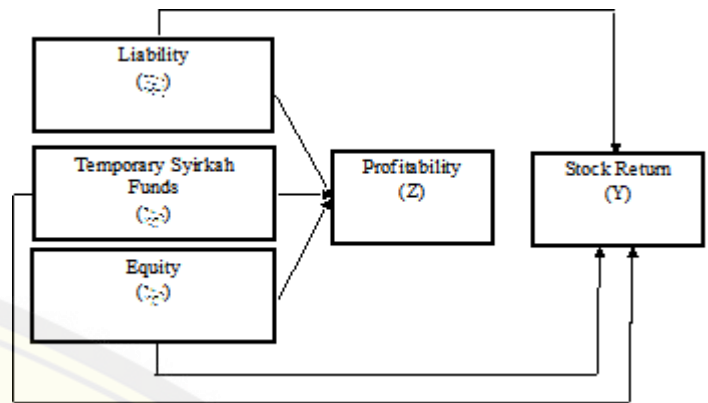 Liability
Temporary Syirkah
Funds
Equity
Profitability
(Z)
Stock Return
(Y)